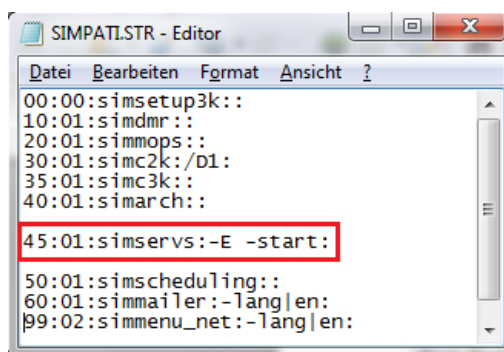 SIMPATI.STR - Editor
Datei Bearbeiten Format Ansicht ?
00:00:simsetup3k::
10:01:simdmr::
20:01:simmops::
30:01:simc2k:/D1:
35:01:simc3k::
40:01:simarch::
45:01:simservs:-E -start:
50:01:simscheduling::
60:01:simmailer:-lang|en:
99:02:simmenu_net:-lang|en: